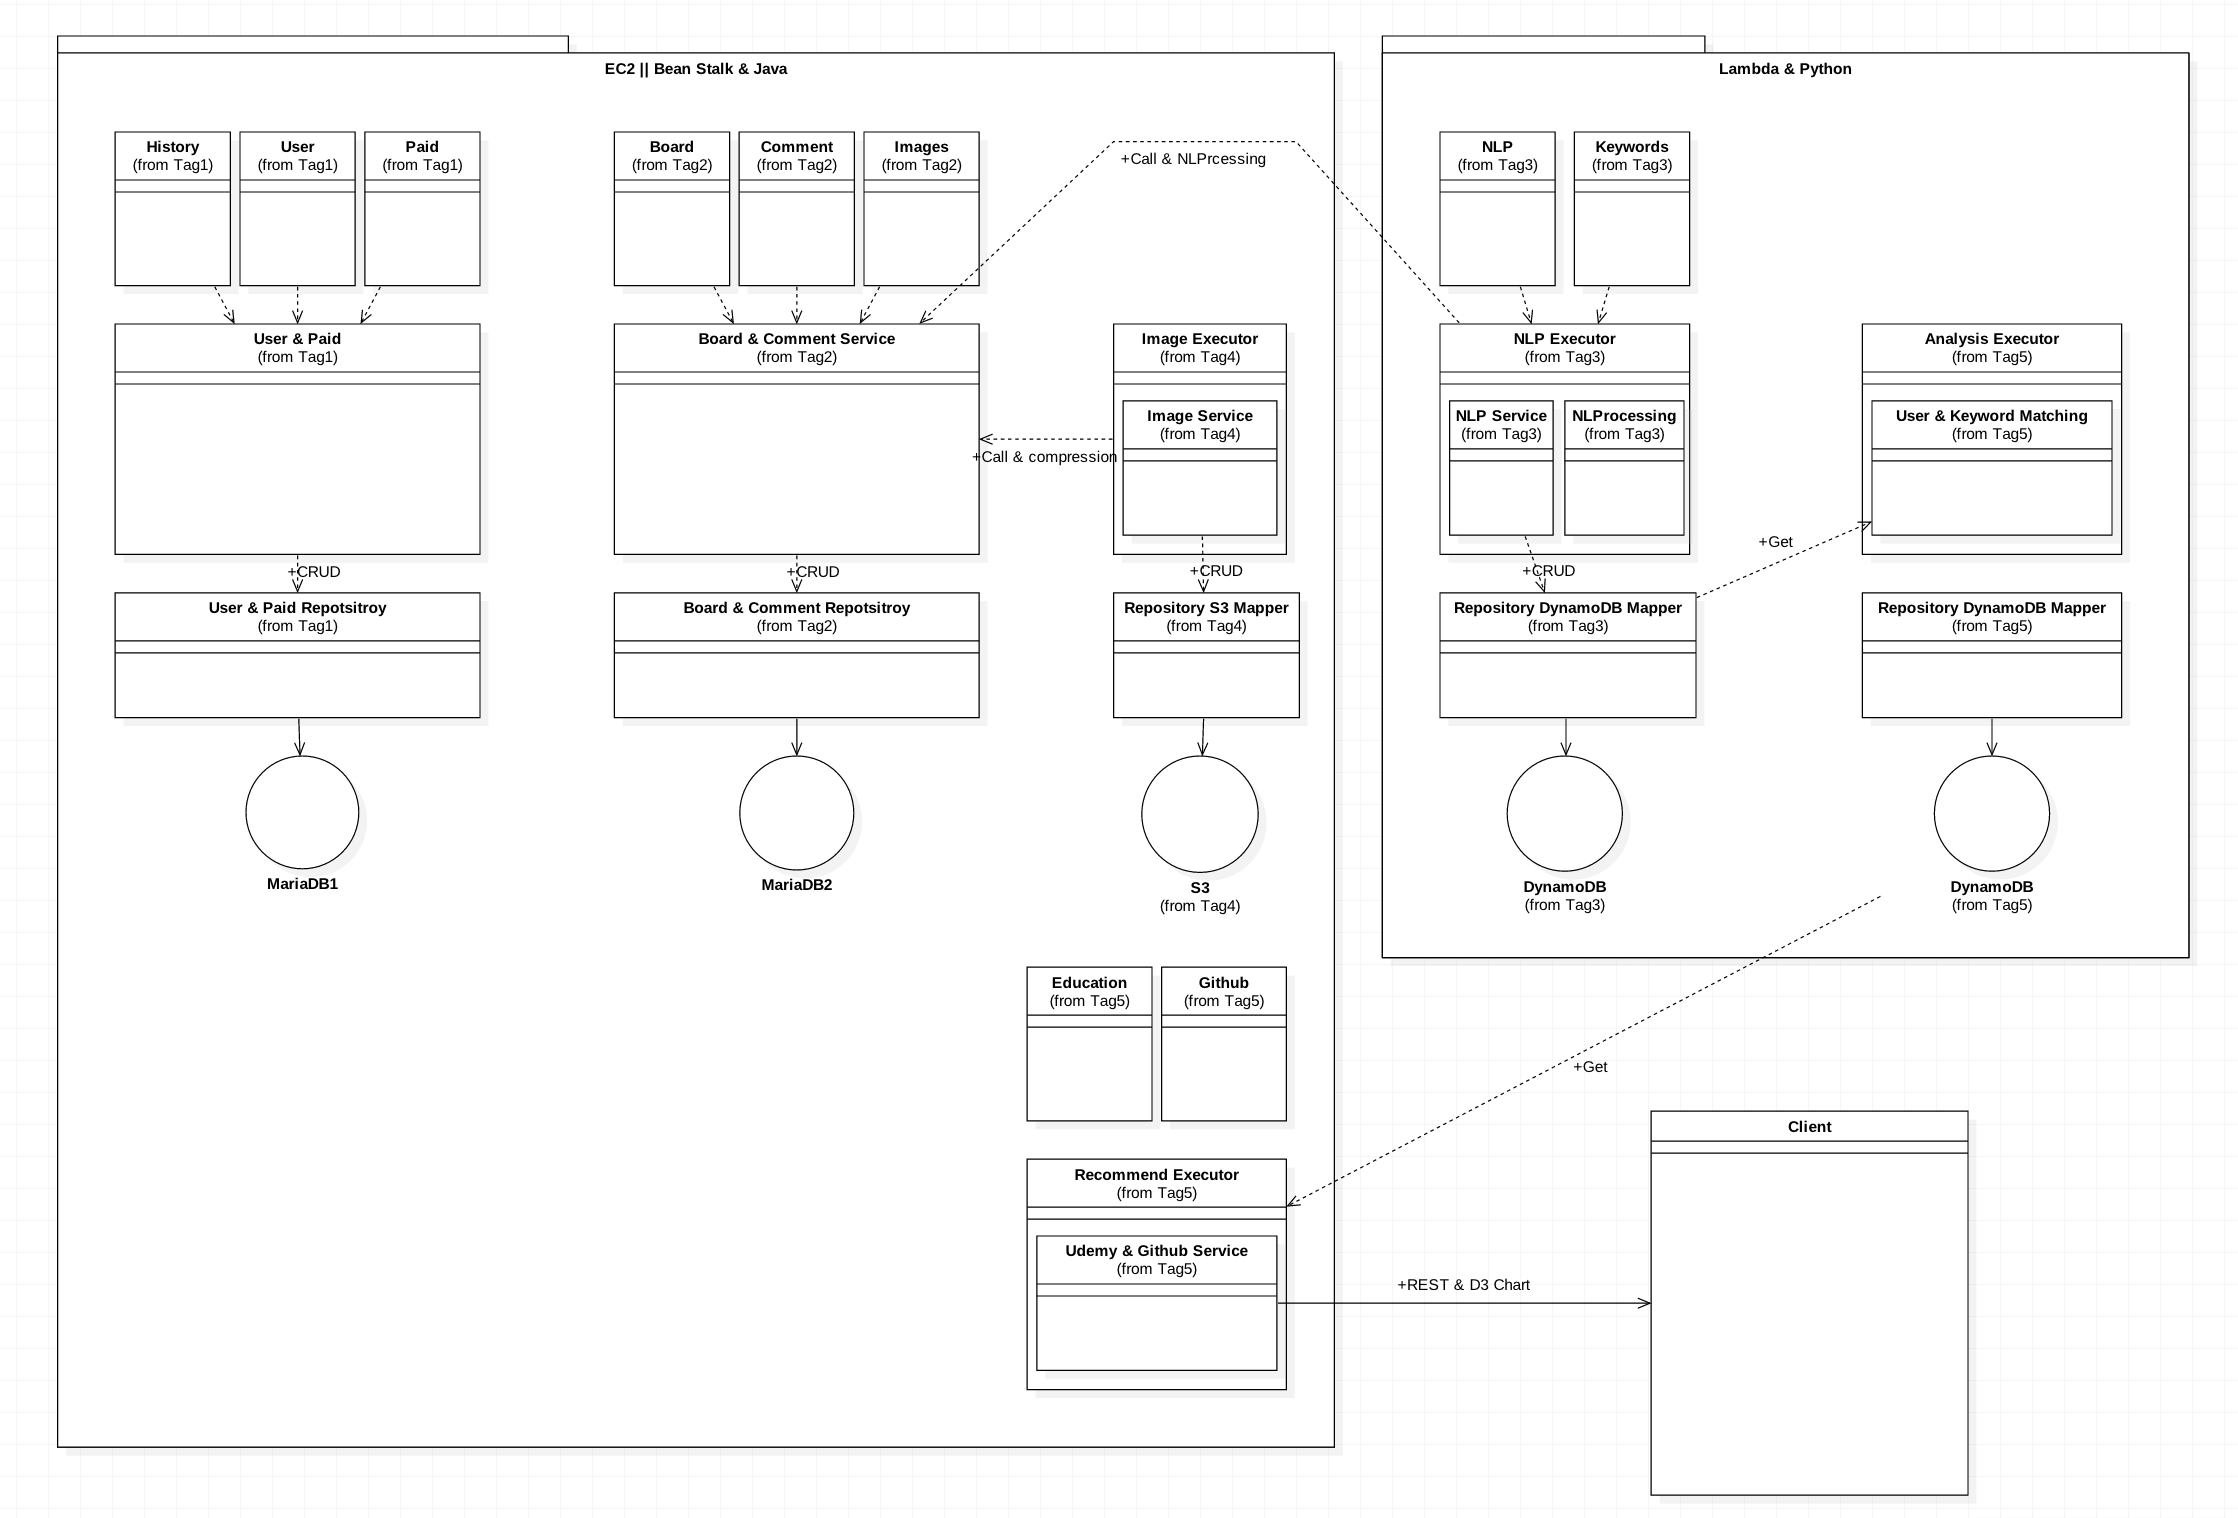 EC2 || Bean Stalk & Java
History
(from Tag1)
User
(from Tag1)
Paid
(from Tag1)
Board
(from Tag2)
Comment
(from Tag2)
Images
(from Tag2)
+Call & NLPrcessing
User & Paid
(from Tag1)
Board & Comment Service
(from Tag2)
Image Executor
(from Tag4)
Image Service
(from Tag4)
+Call & compression
+CRUD
+CRUD
+CRUD
User & Paid Repotsitroy
(from Tag1)
Board & Comment Repotsitroy
(from Tag2)
Repository S3 Mapper
(from Tag4)
MariaDB1
MariaDB2
S3
(from Tag4)
Education
(from Tag5)
Github
(from Tag5)
Recommend Executor
(from Tag5)
Udemy & Github Service
(from Tag5)
Lambda & Python
NLP
(from Tag3)
Keywords
(from Tag3)
NLP Executor
(from Tag3)
NLP Service
(from Tag3)
NLProcessing
(from Tag3)
Analysis Executor
(from Tag5)
User & Keyword Matching
(from Tag5)
+Get
+CRUD
Repository DynamoDB Mapper
(from Tag3)
Repository DynamoDB Mapper
(from Tag5)
DynamoDB
(from Tag3)
DynamoDB
(from Tag5)
+Get
Client
+REST & D3 Chart